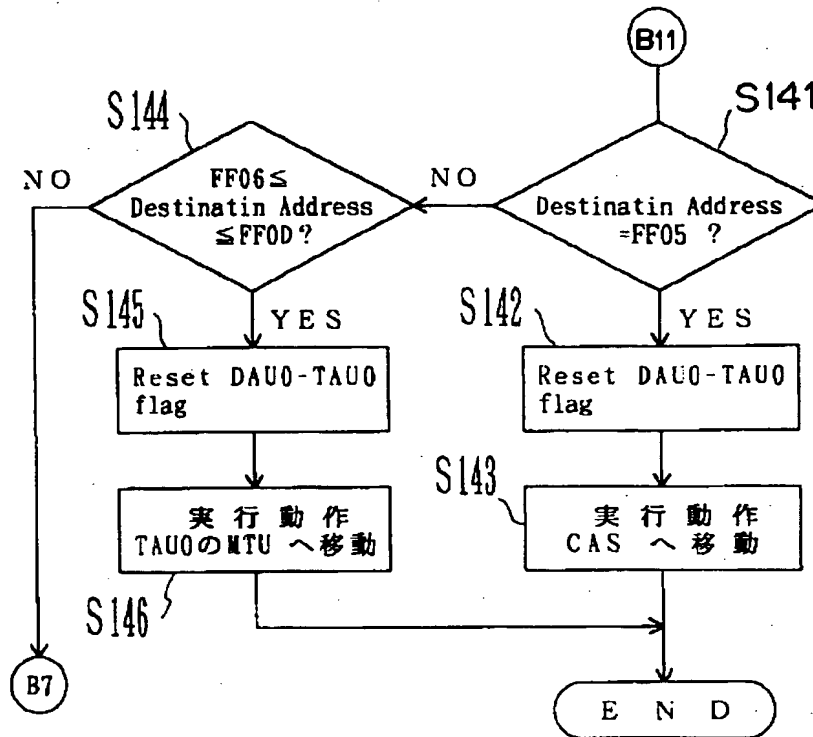 B11
S141
Destinatin Address
=FF05 ?
NO
YES
S142
Reset DAU0-TAU0
flag
S143
実行動作
CAS へ移動
S144
FF06≦
Destinatin Address
≦FF0D?
NO
YES
S145
Reset DAU0-TAU0
flag
実行動作
TAU0のMTU へ移動
S146
B7
END